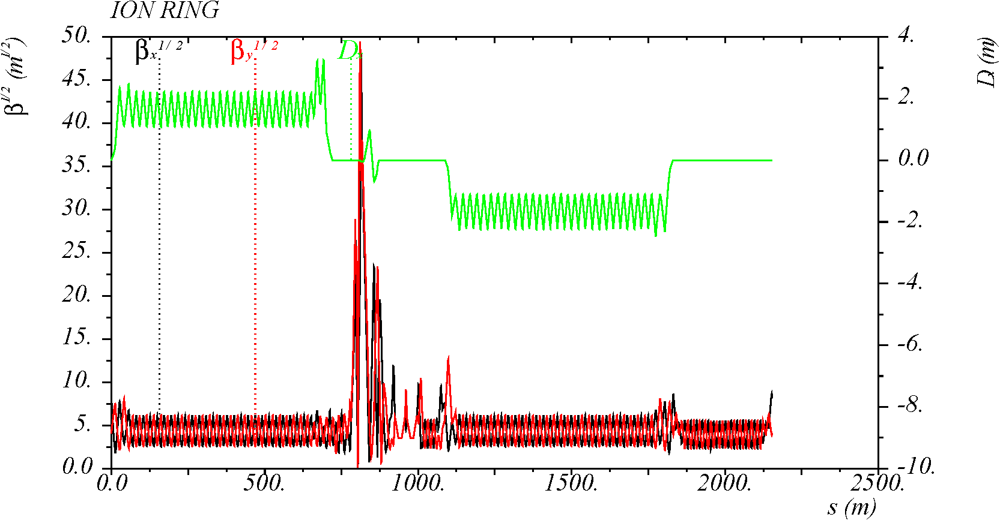 ION RING
β^1/2 (m^1/2)
D_x (m)
β_x^1/2 β_y^1/2 D_x
50. 4.
45.
40. 2.
35. 0.0
30.
-2.
25.
20. -4.
15.
-6.
10.
5. -8.
0.0 -10.
0.0 500. 1000. 1500. 2000. 2500.
s (m)